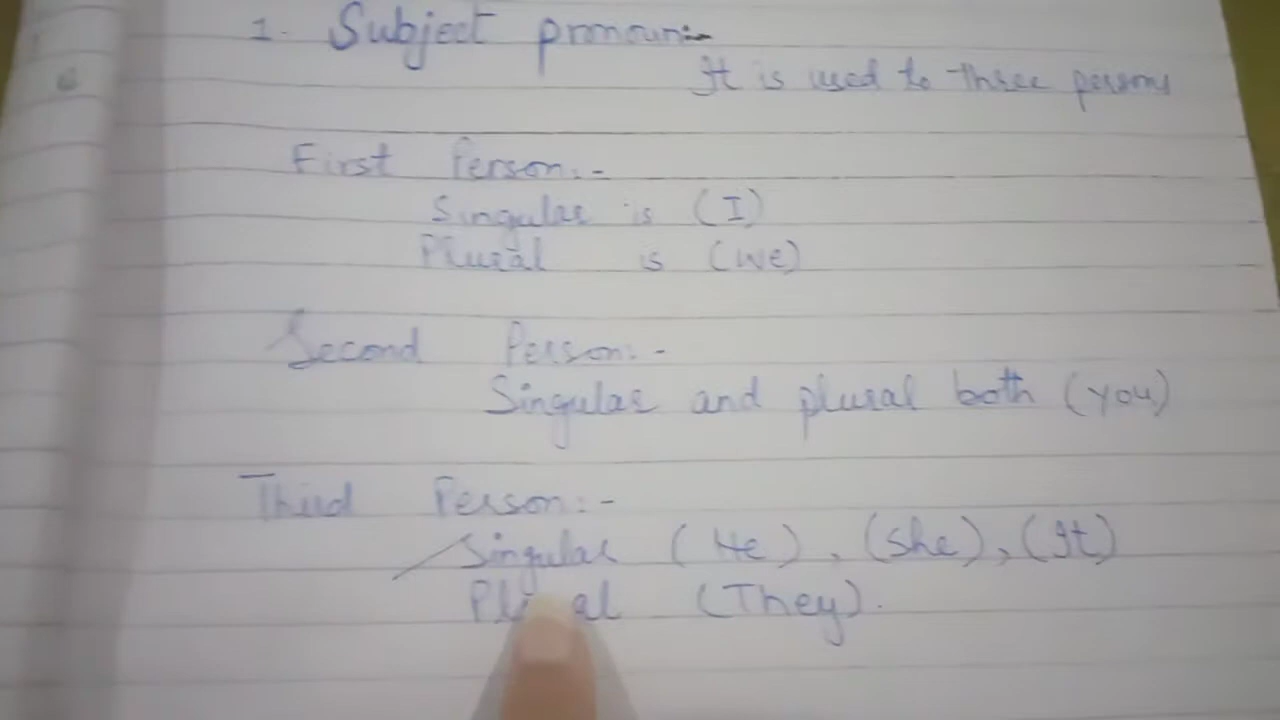 1. Subject pronoun:-
It is used to three persons
First Person:-
Singular is (I)
Plural is (we)
Second Person:-
Singular and plural both (you)
Third Person:-
Singular (He), (she), (It)
Plural (They).